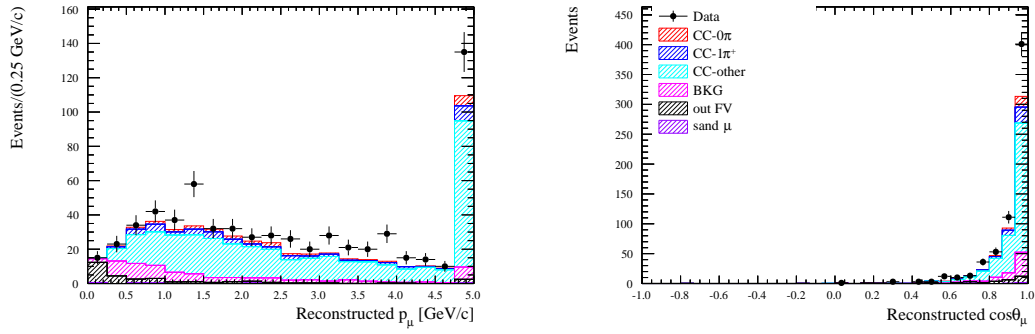 Events/(0.25 GeV/c)
160
140
120
100
80
60
40
20
0
0.0 0.5 1.0 1.5 2.0 2.5 3.0 3.5 4.0 4.5 5.0
Reconstructed pμ [GeV/c]
Events
450
400
350
300
250
200
150
100
50
0
Data
CC-0π
CC-1π⁺
CC-other
BKG
out FV
sand μ
-1.0 -0.8 -0.6 -0.4 -0.2 0.0 0.2 0.4 0.6 0.8 1.0
Reconstructed cosθμ